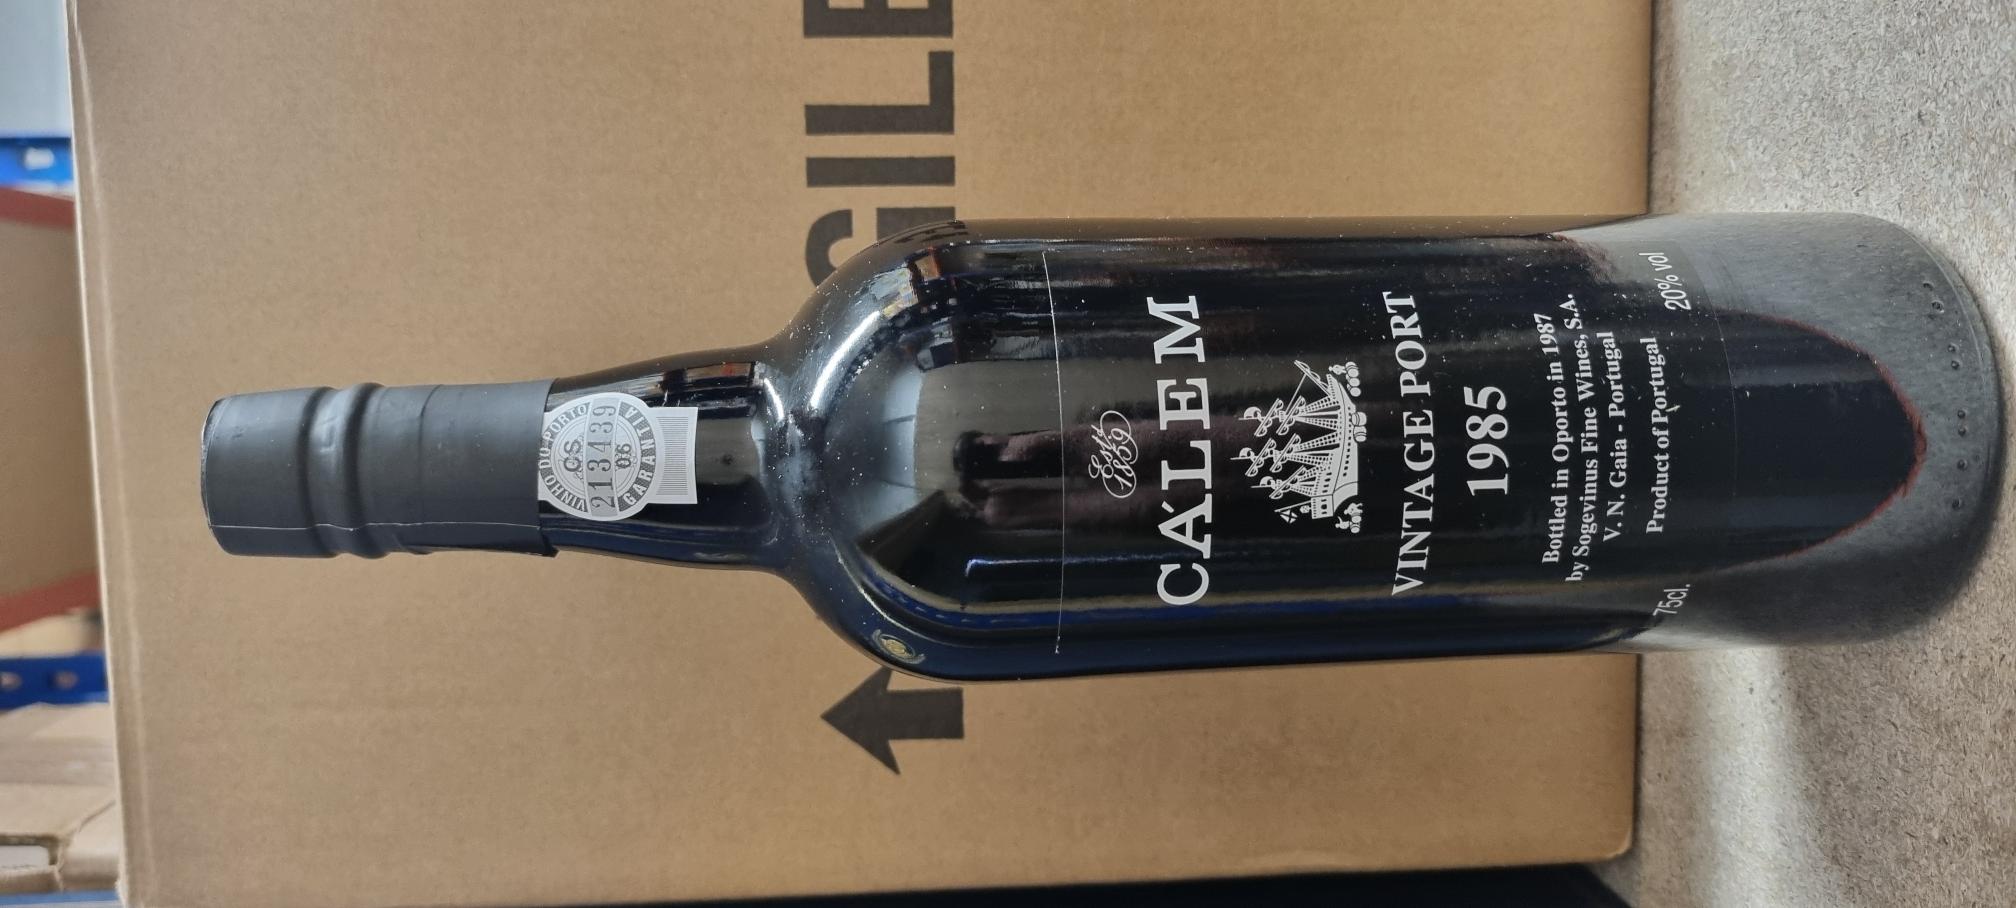 VINHO DO PORTO
CS
213439
06
GARANTIA
Estd
1859
CÁLEM
VINTAGE PORT
1985
Bottled in Oporto in 1987
by Sogevinus Fine Wines, S.A.
V. N. Gaia - Portugal
Product of Portugal
75cl. 20% vol
GILE